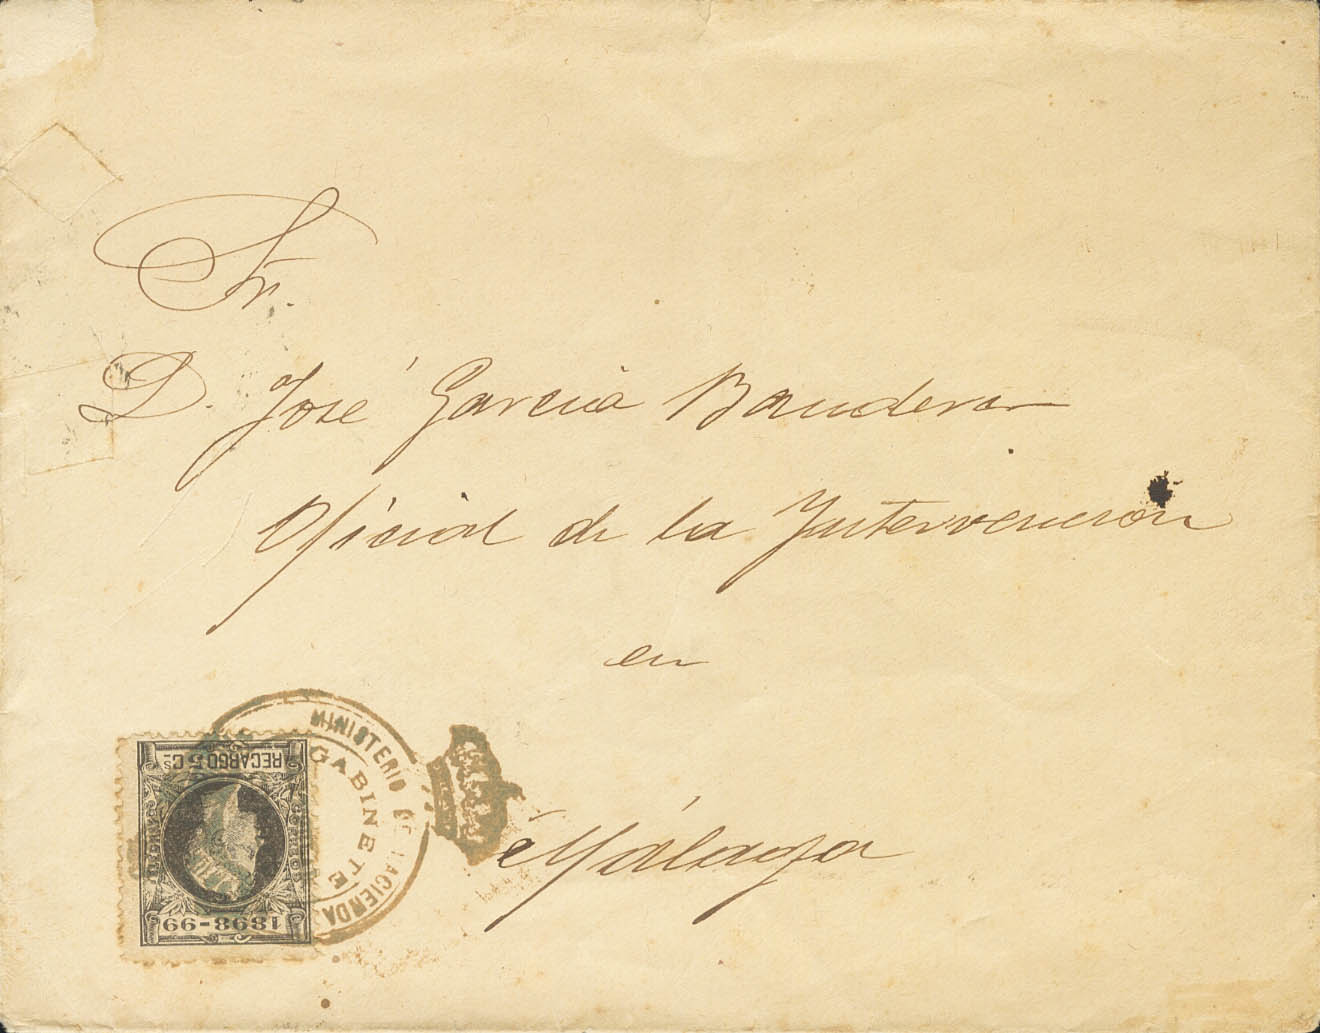 Sr.
D. José García Bandera
Oficial de la Intervención
en
Málaga
MINISTERIO DE HACIENDA
GABINETE
RECARGO 5 Cs
1898-99